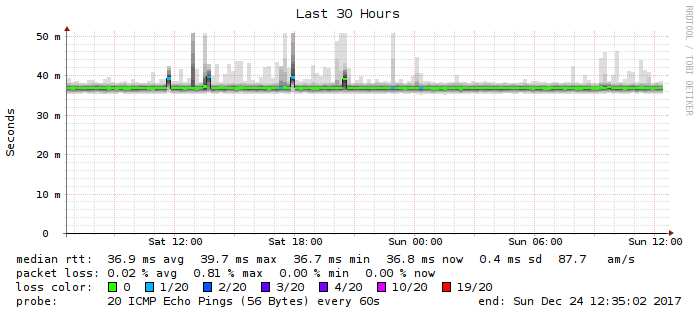 Last 30 Hours
RRDTOOL / TOBI OETIKER
Seconds
50 m
40 m
30 m
20 m
10 m
0
Sat 12:00 Sat 18:00 Sun 00:00 Sun 06:00 Sun 12:00
median rtt: 36.9 ms avg 39.7 ms max 36.7 ms min 36.8 ms now 0.4 ms sd 87.7 am/s
packet loss: 0.02 % avg 0.81 % max 0.00 % min 0.00 % now
loss color: 0 1/20 2/20 3/20 4/20 10/20 19/20
probe: 20 ICMP Echo Pings (56 Bytes) every 60s end: Sun Dec 24 12:35:02 2017